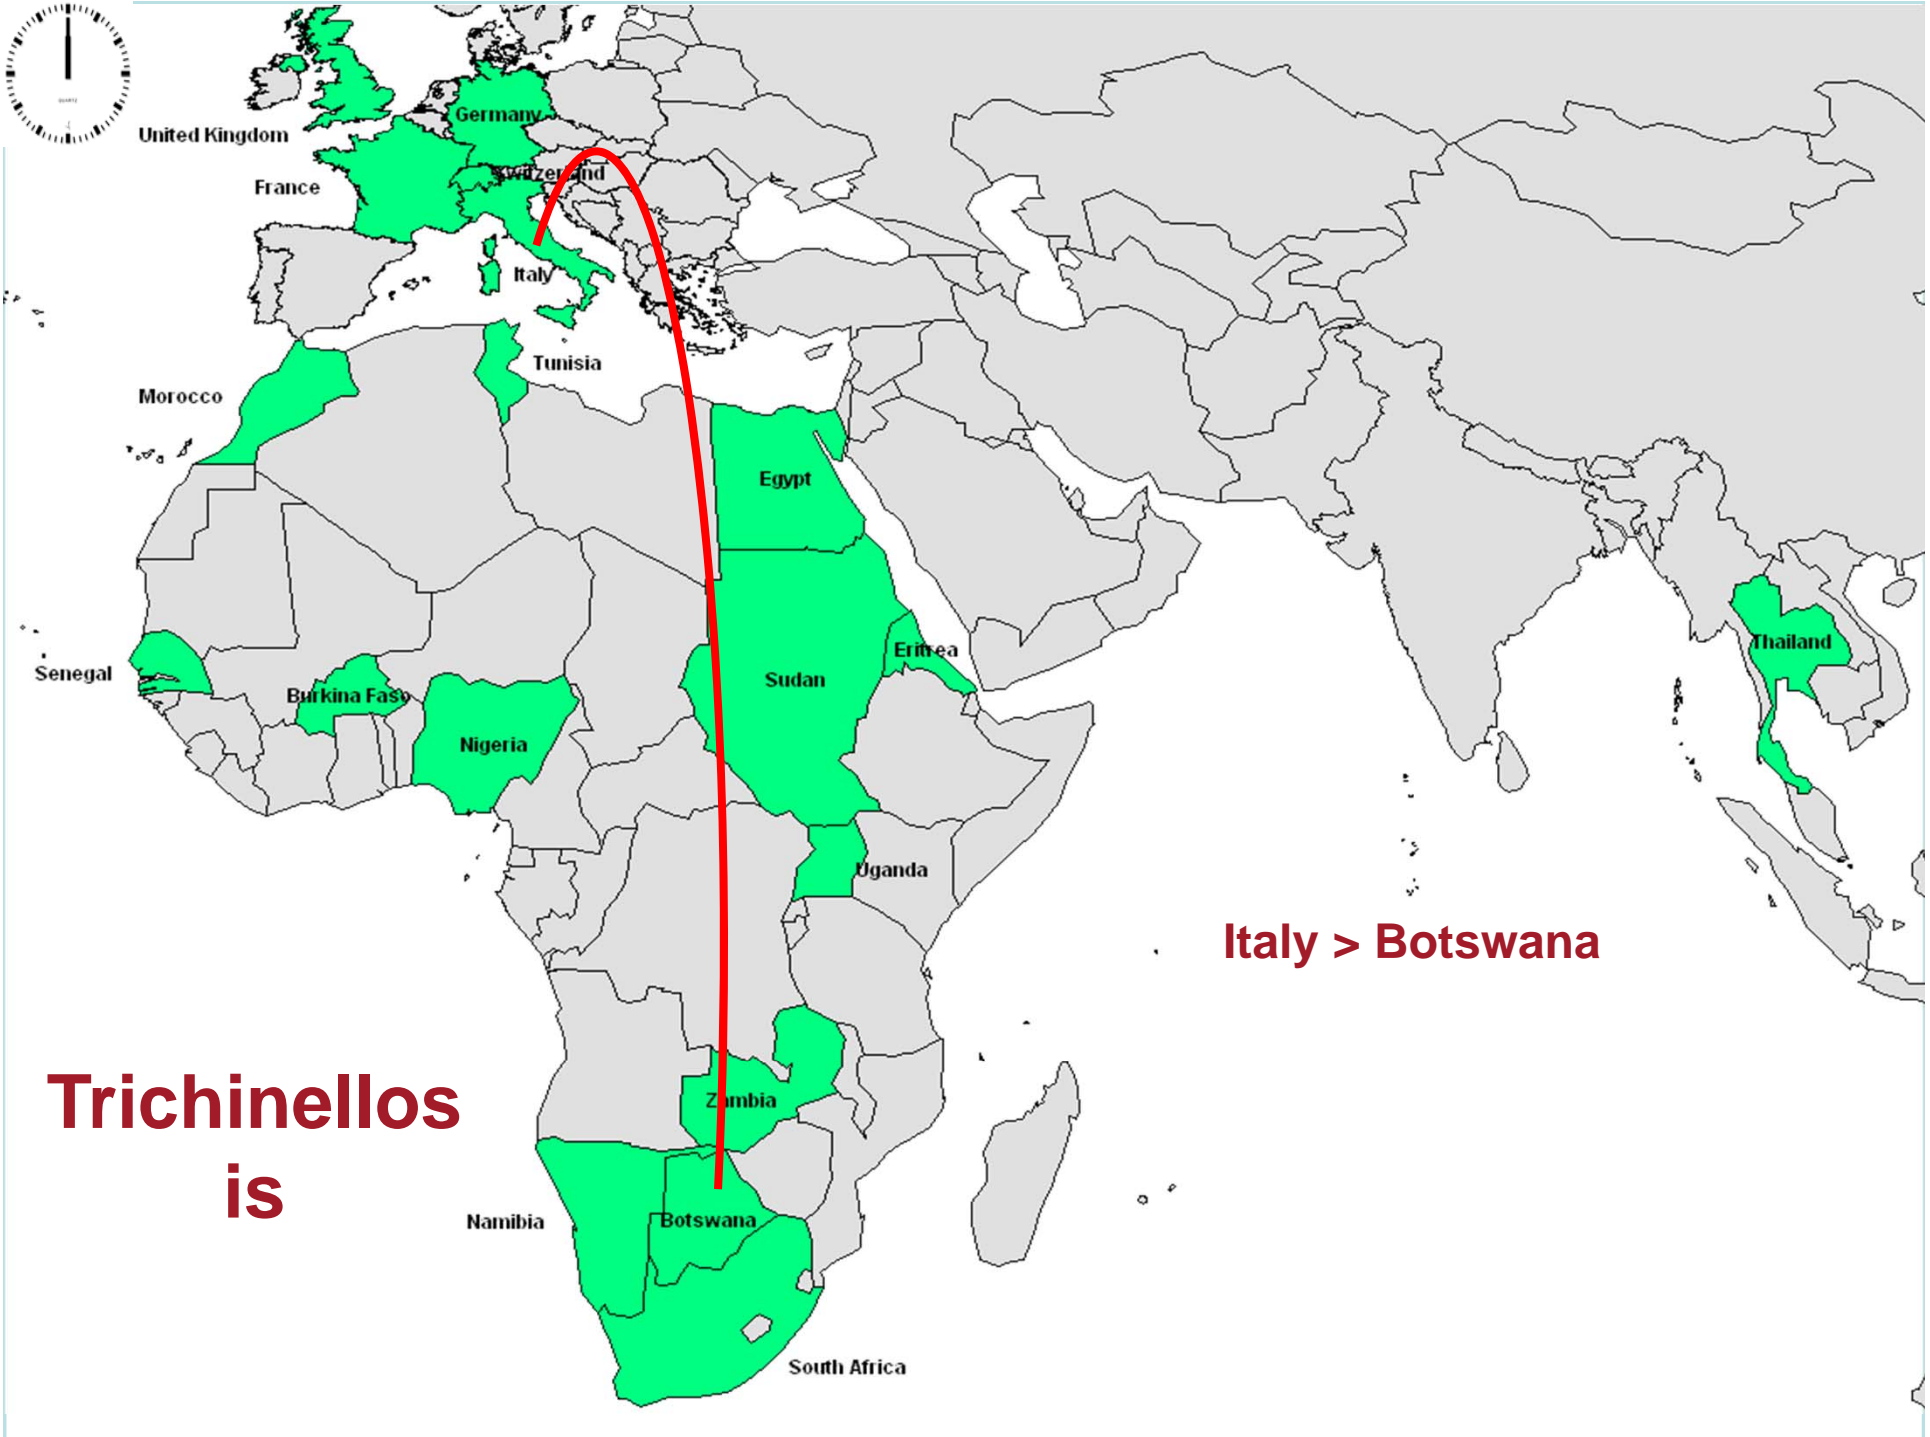 Germany
United Kingdom
Switzerland
France
Italy
Tunisia
Morocco
Egypt
Eritrea
Thailand
Senegal
Sudan
Burkina Faso
Nigeria
Uganda
Italy > Botswana
Trichinellos
is
Zambia
Namibia
Botswana
South Africa